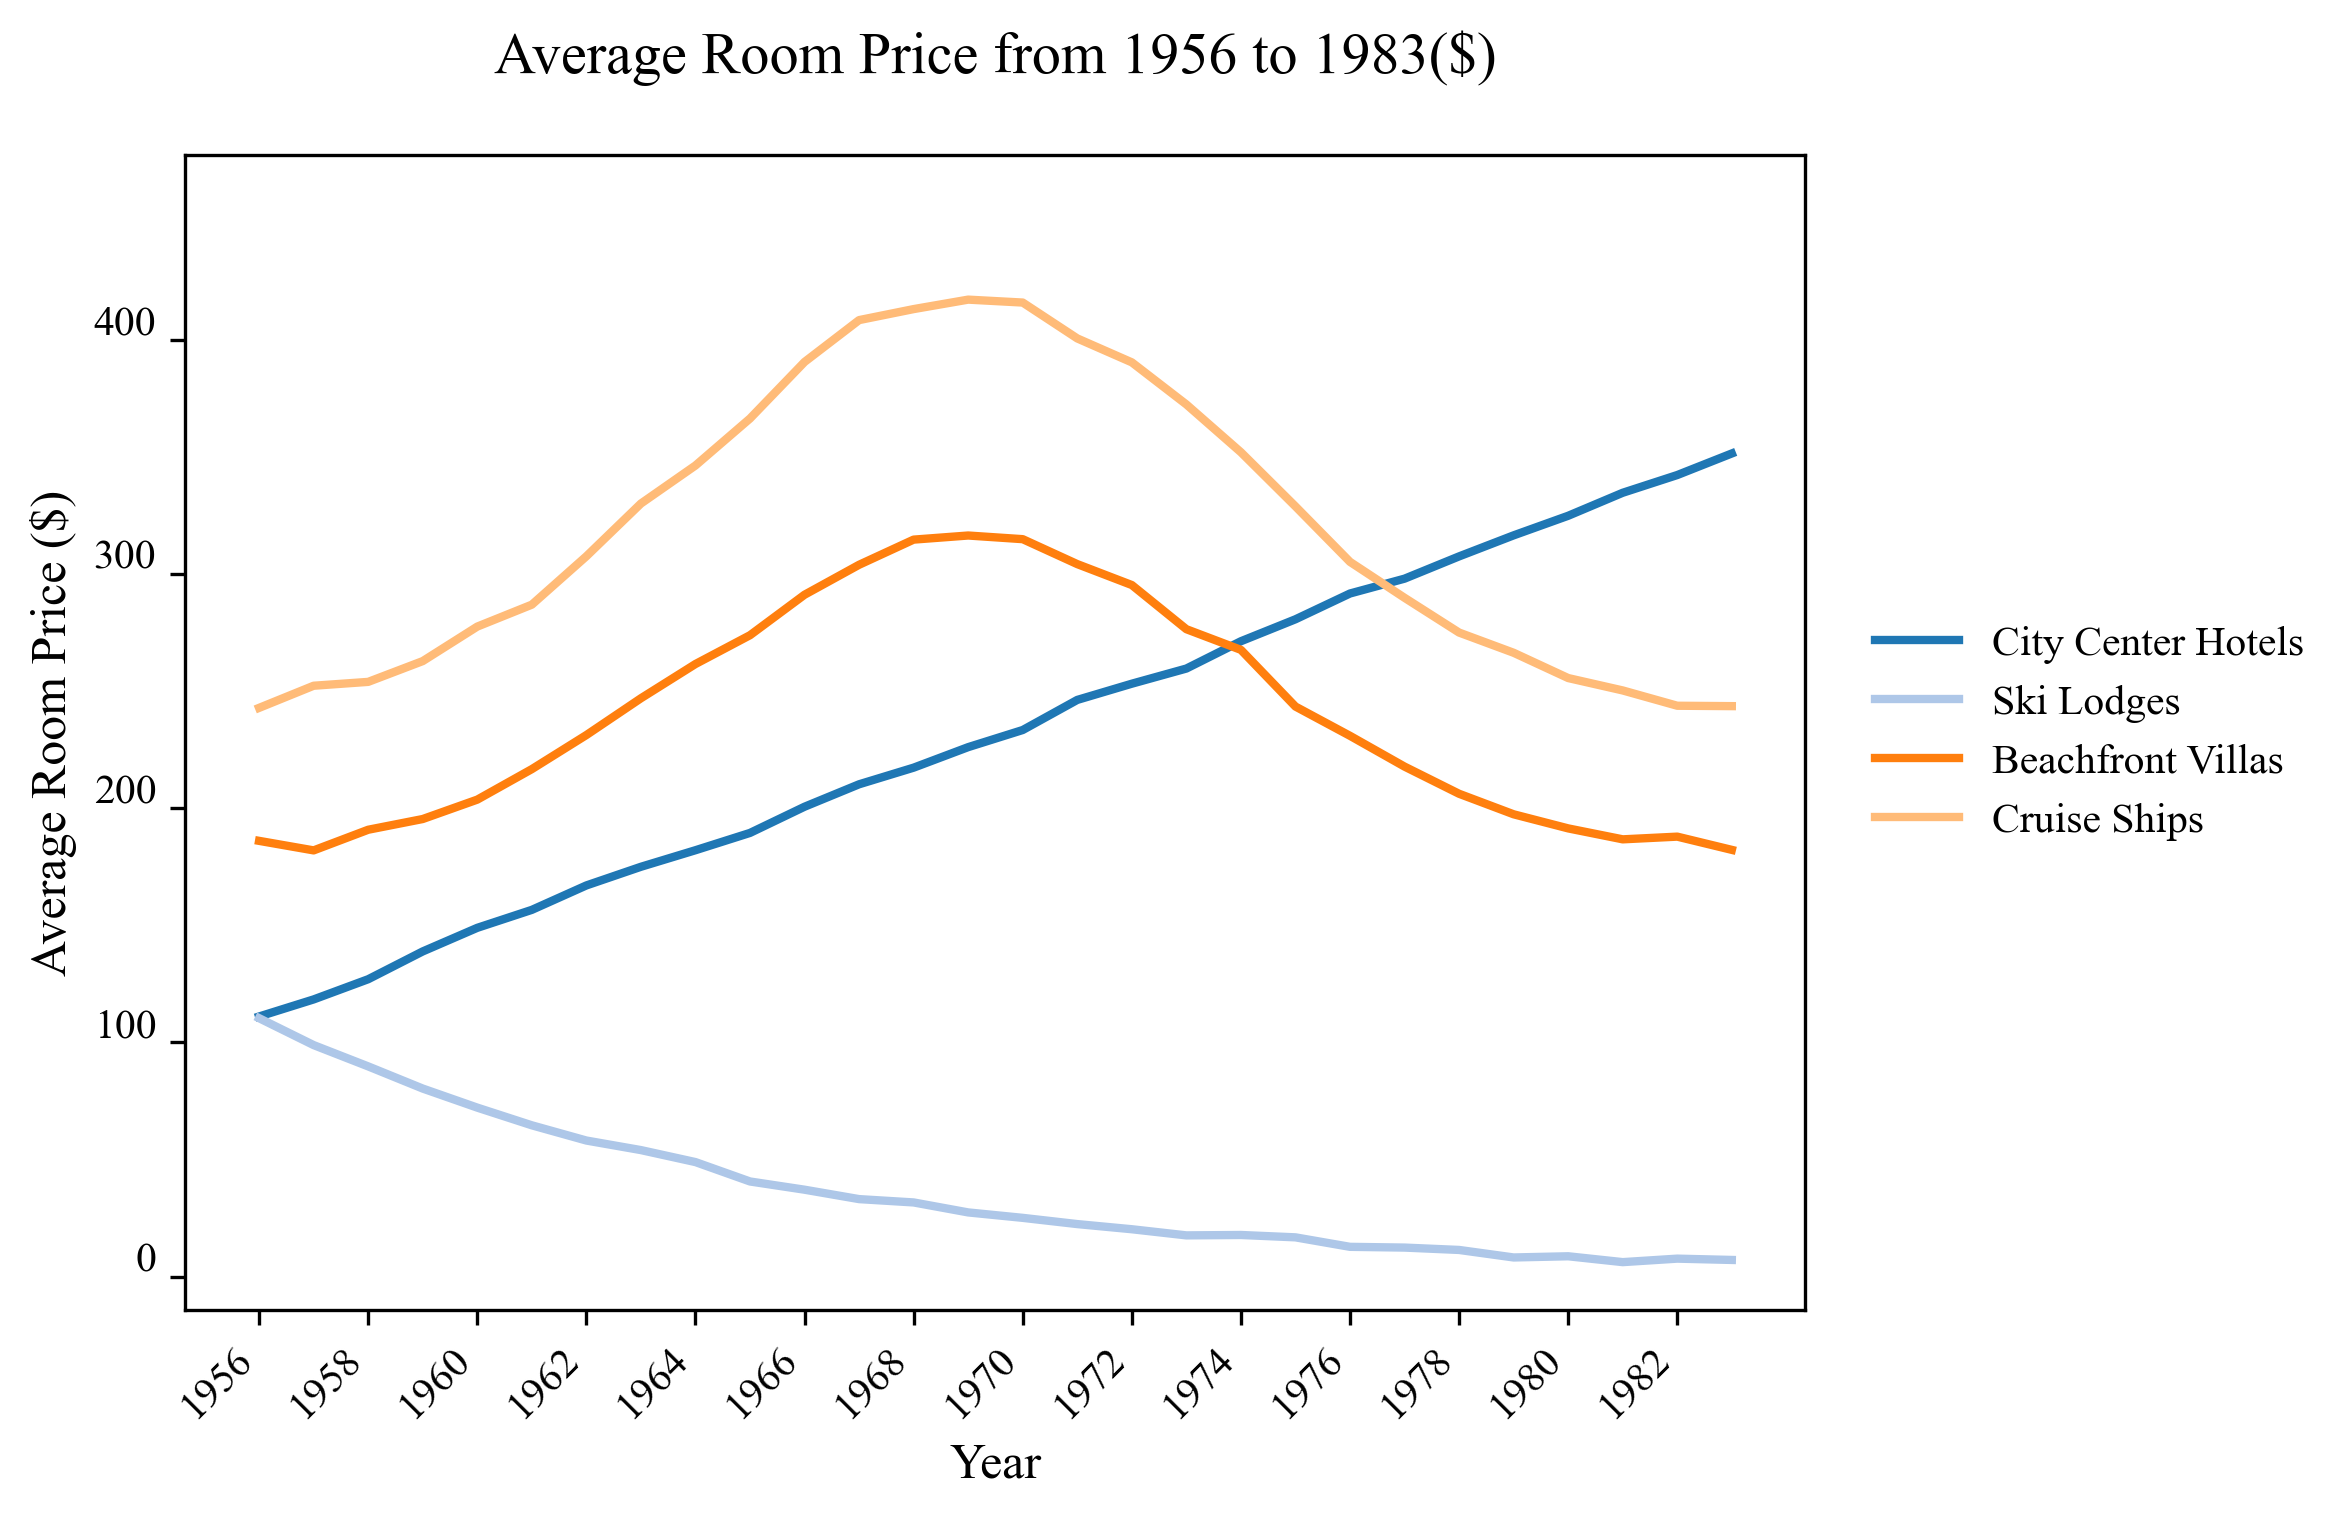 Average Room Price from 1956 to 1983($)
Average Room Price ($)
400
300
200
100
0
1956
1958
1960
1962
1964
1966
1968
1970
1972
1974
1976
1978
1980
1982
Year
City Center Hotels
Ski Lodges
Beachfront Villas
Cruise Ships